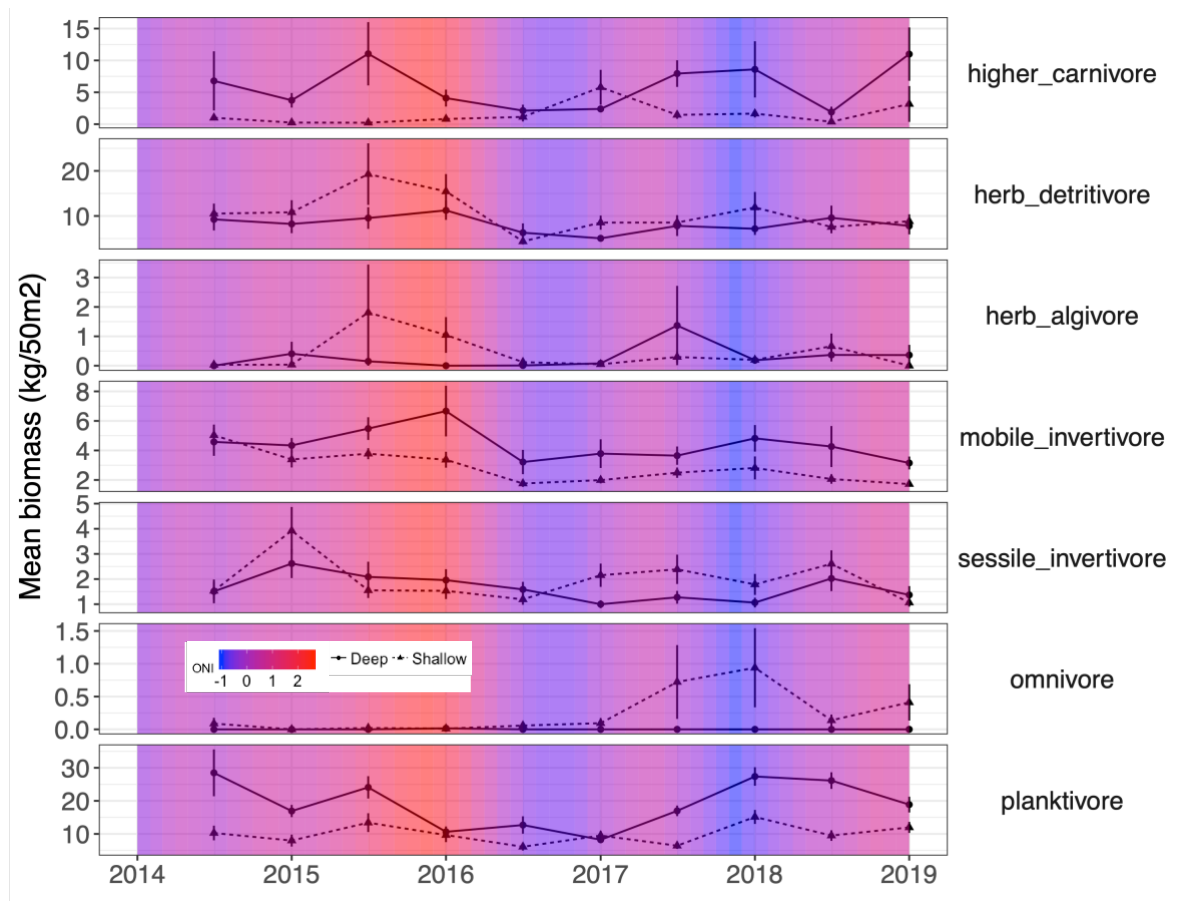 15
10
5
0
higher_carnivore
20
10
herb_detritivore
3
2
1
0
herb_algivore
8
6
4
2
mobile_invertivore
5
4
3
2
1
sessile_invertivore
1.5
1.0
0.5
0.0
ONI
-1 0 1 2
Deep Shallow
omnivore
30
20
10
planktivore
Mean biomass (kg/50m2)
2014 2015 2016 2017 2018 2019